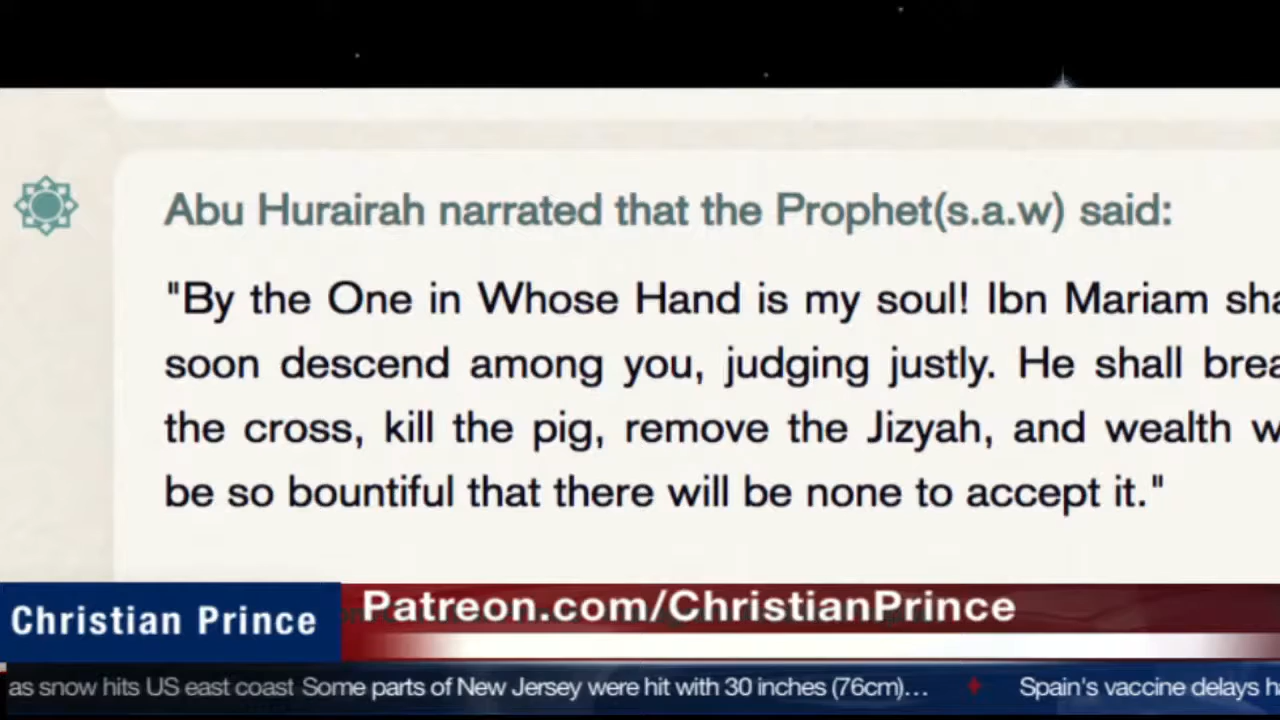 Abu Hurairah narrated that the Prophet(s.a.w) said:
"By the One in Whose Hand is my soul! Ibn Mariam sha
soon descend among you, judging justly. He shall brea
the cross, kill the pig, remove the Jizyah, and wealth w
be so bountiful that there will be none to accept it."
Christian Prince
Patreon.com/ChristianPrince
as snow hits US east coast Some parts of New Jersey were hit with 30 inches (76cm)... Spain's vaccine delays h